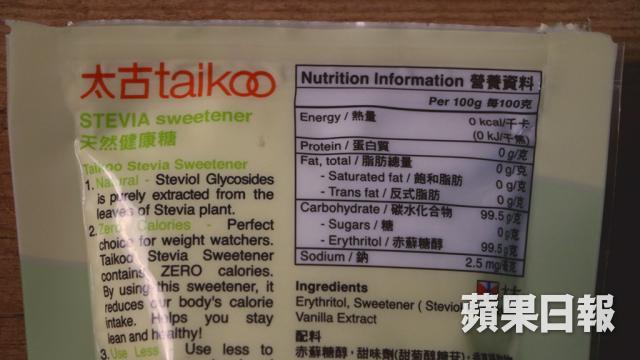 太古taikoo
STEVIA sweetener
天然健康糖
Taikoo Stevia Sweetener
1. Natural - Steviol Glycosides
is purely extracted from the
leaves of Stevia plant.
2. Zero Calories - Perfect
choice for weight watchers.
Taikoo Stevia Sweetener
contains ZERO calories.
By using this sweetener, it
reduces our body's calorie
intake. Helps you stay
lean and healthy!
3. Use Less - Use less to
Nutrition Information 營養資料
Per 100g 每100克
Energy / 熱量 0 kcal/千卡
(0 kJ/千焦)
Protein / 蛋白質 0 g/克
Fat, total / 脂肪總量 0 g/克
- Saturated fat / 飽和脂肪 0 g/克
- Trans fat / 反式脂肪 0 g/克
Carbohydrate / 碳水化合物 99.5 g/克
- Sugars / 糖 0 g/克
- Erythritol / 赤蘇糖醇 99.5 g/克
Sodium / 鈉 2.5 mg/毫克
Ingredients
Erythritol, Sweetener ( Steviol
Vanilla Extract
配料
赤蘇糖醇，甜味劑(甜菊醇糖苷)，
蘋果日報